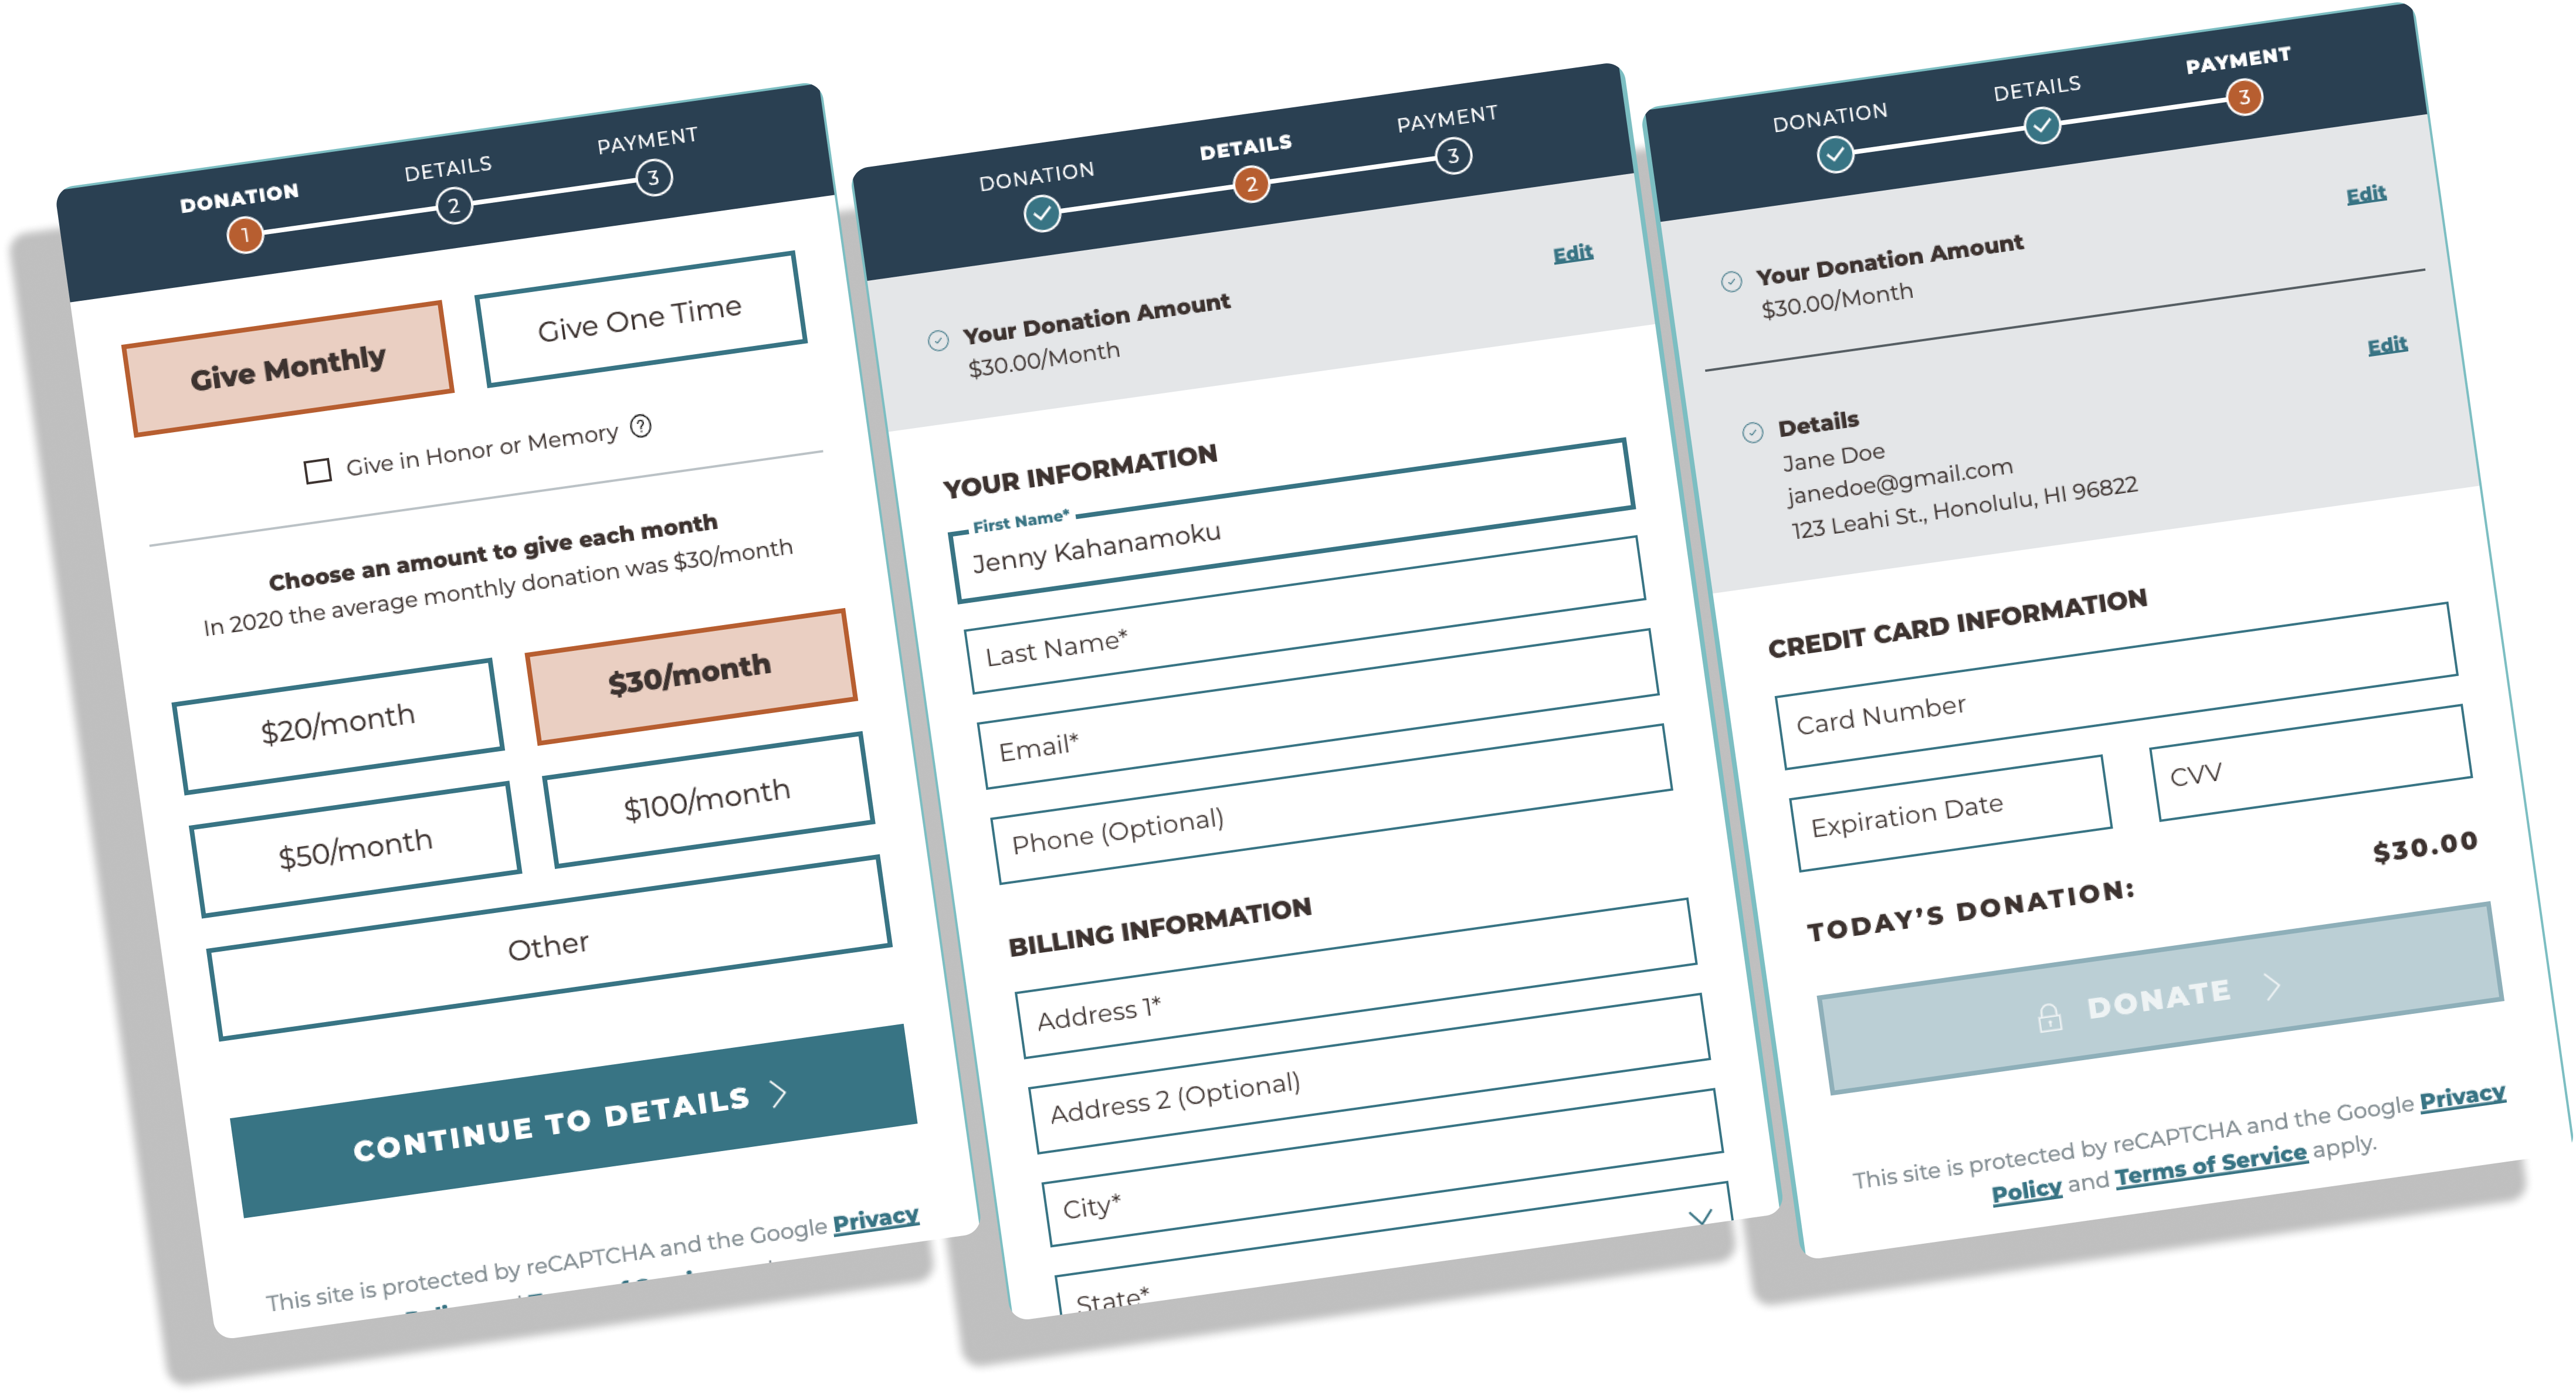 DONATION
DETAILS
PAYMENT
1
2
3
Give Monthly
Give One Time
Give in Honor or Memory ?
Choose an amount to give each month
In 2020 the average monthly donation was $30/month
$20/month
$30/month
$50/month
$100/month
Other
CONTINUE TO DETAILS
This site is protected by reCAPTCHA and the Google Privacy
DONATION
DETAILS
PAYMENT
2
3
Edit
Your Donation Amount
$30.00/Month
YOUR INFORMATION
First Name*
Jenny Kahanamoku
Last Name*
Email*
Phone (Optional)
BILLING INFORMATION
Address 1*
Address 2 (Optional)
City*
State*
DONATION
DETAILS
PAYMENT
3
Edit
Your Donation Amount
$30.00/Month
Edit
Details
Jane Doe
janedoe@gmail.com
123 Leahi St., Honolulu, HI 96822
CREDIT CARD INFORMATION
Card Number
Expiration Date
CVV
TODAY’S DONATION:
$30.00
DONATE
This site is protected by reCAPTCHA and the Google Privacy
Policy and Terms of Service apply.